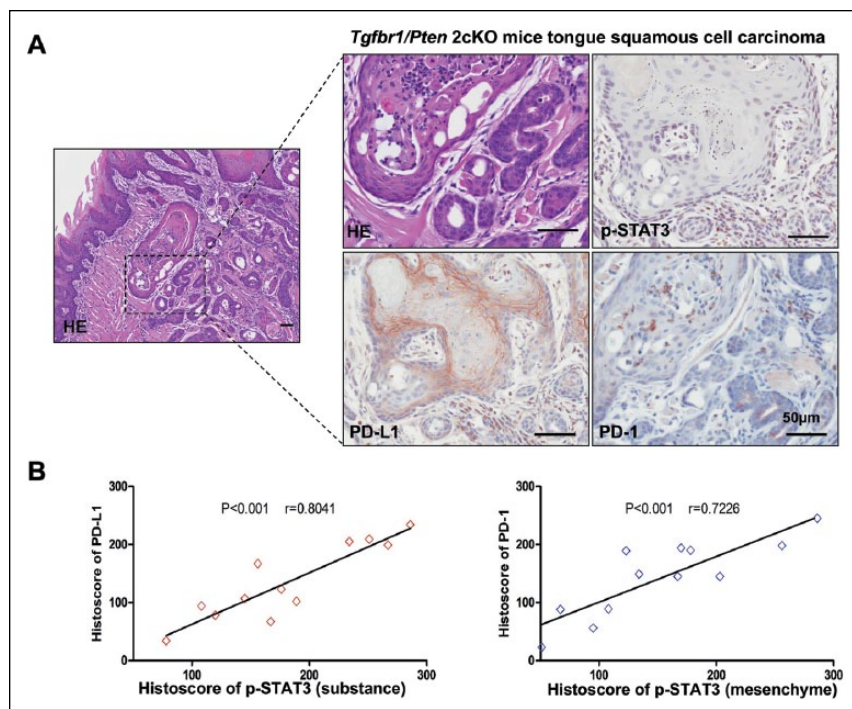 A
Tgfbr1/Pten 2cKO mice tongue squamous cell carcinoma
HE
HE
p-STAT3
PD-L1
PD-1
50μm
B
P<0.001 r=0.8041
Histoscore of PD-L1
300
200
100
0
100
200
300
Histoscore of p-STAT3 (substance)
P<0.001 r=0.7226
Histoscore of PD-1
300
200
100
0
100
200
300
Histoscore of p-STAT3 (mesenchyme)